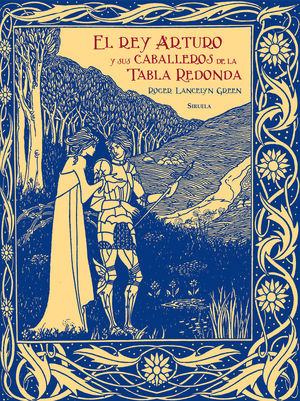 EL REY ARTURO
Y SUS CABALLEROS DE LA
TABLA REDONDA
ROGER LANCELYN GREEN
SIRUELA